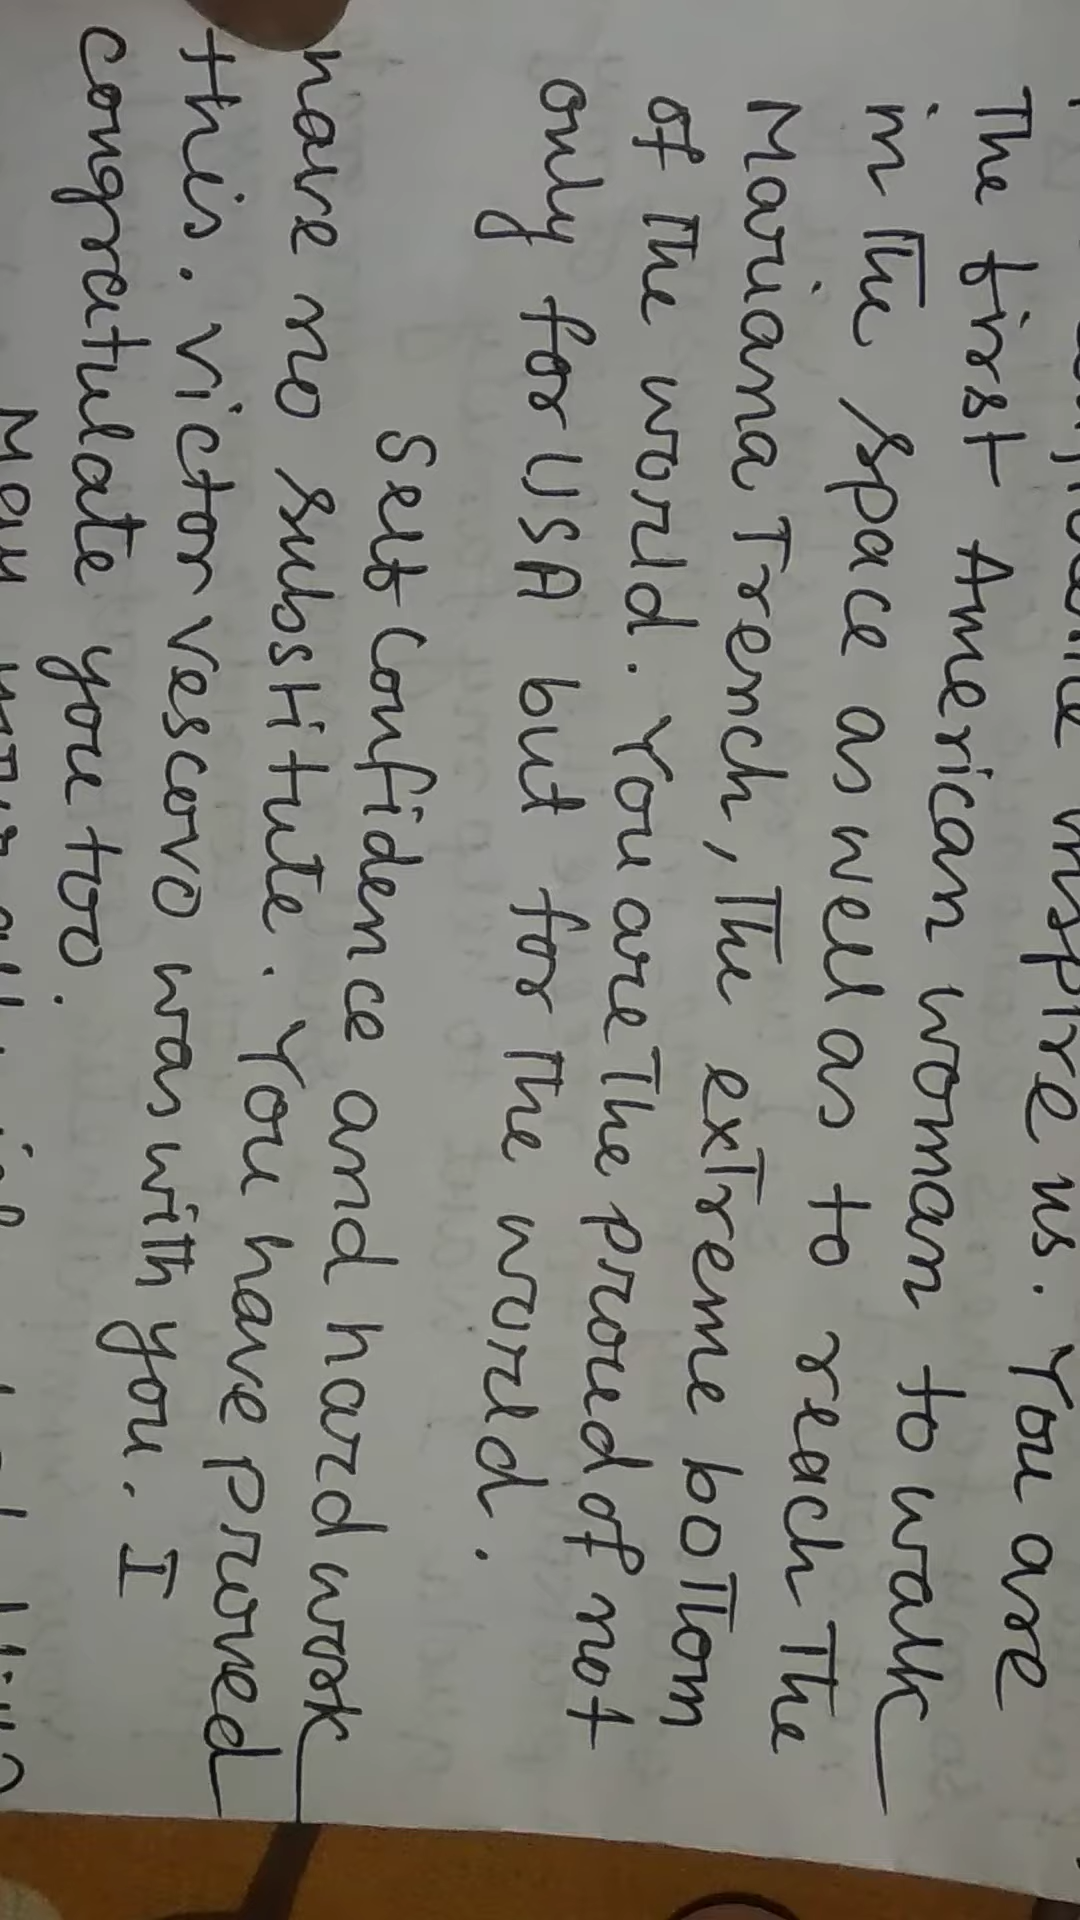 inspire us. You are
The first American woman to walk
in The space as well as to reach The
Mariana Trench, The extreme bottom
of The world. You are The proud of not
only for USA but for The world.
Self confidence and hard work
have no substitute. You have proved
this. Victor vescovo was with you. I
congratulate you too.